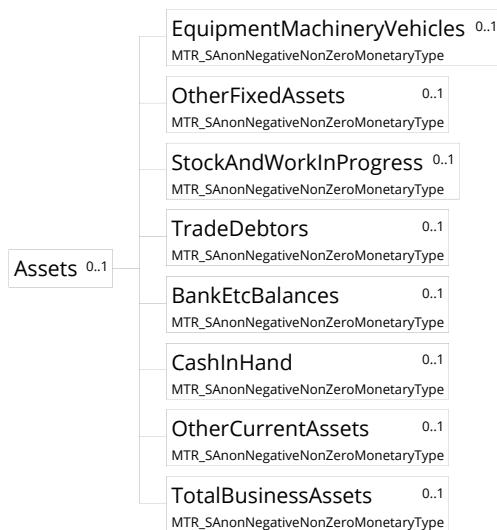 EquipmentMachineryVehicles 0..1
MTR_SAnonNegativeNonZeroMonetaryType
OtherFixedAssets 0..1
MTR_SAnonNegativeNonZeroMonetaryType
StockAndWorkInProgress 0..1
MTR_SAnonNegativeNonZeroMonetaryType
TradeDebtors 0..1
MTR_SAnonNegativeNonZeroMonetaryType
Assets 0..1
BankEtcBalances 0..1
MTR_SAnonNegativeNonZeroMonetaryType
CashInHand 0..1
MTR_SAnonNegativeNonZeroMonetaryType
OtherCurrentAssets 0..1
MTR_SAnonNegativeNonZeroMonetaryType
TotalBusinessAssets 0..1
MTR_SAnonNegativeNonZeroMonetaryType